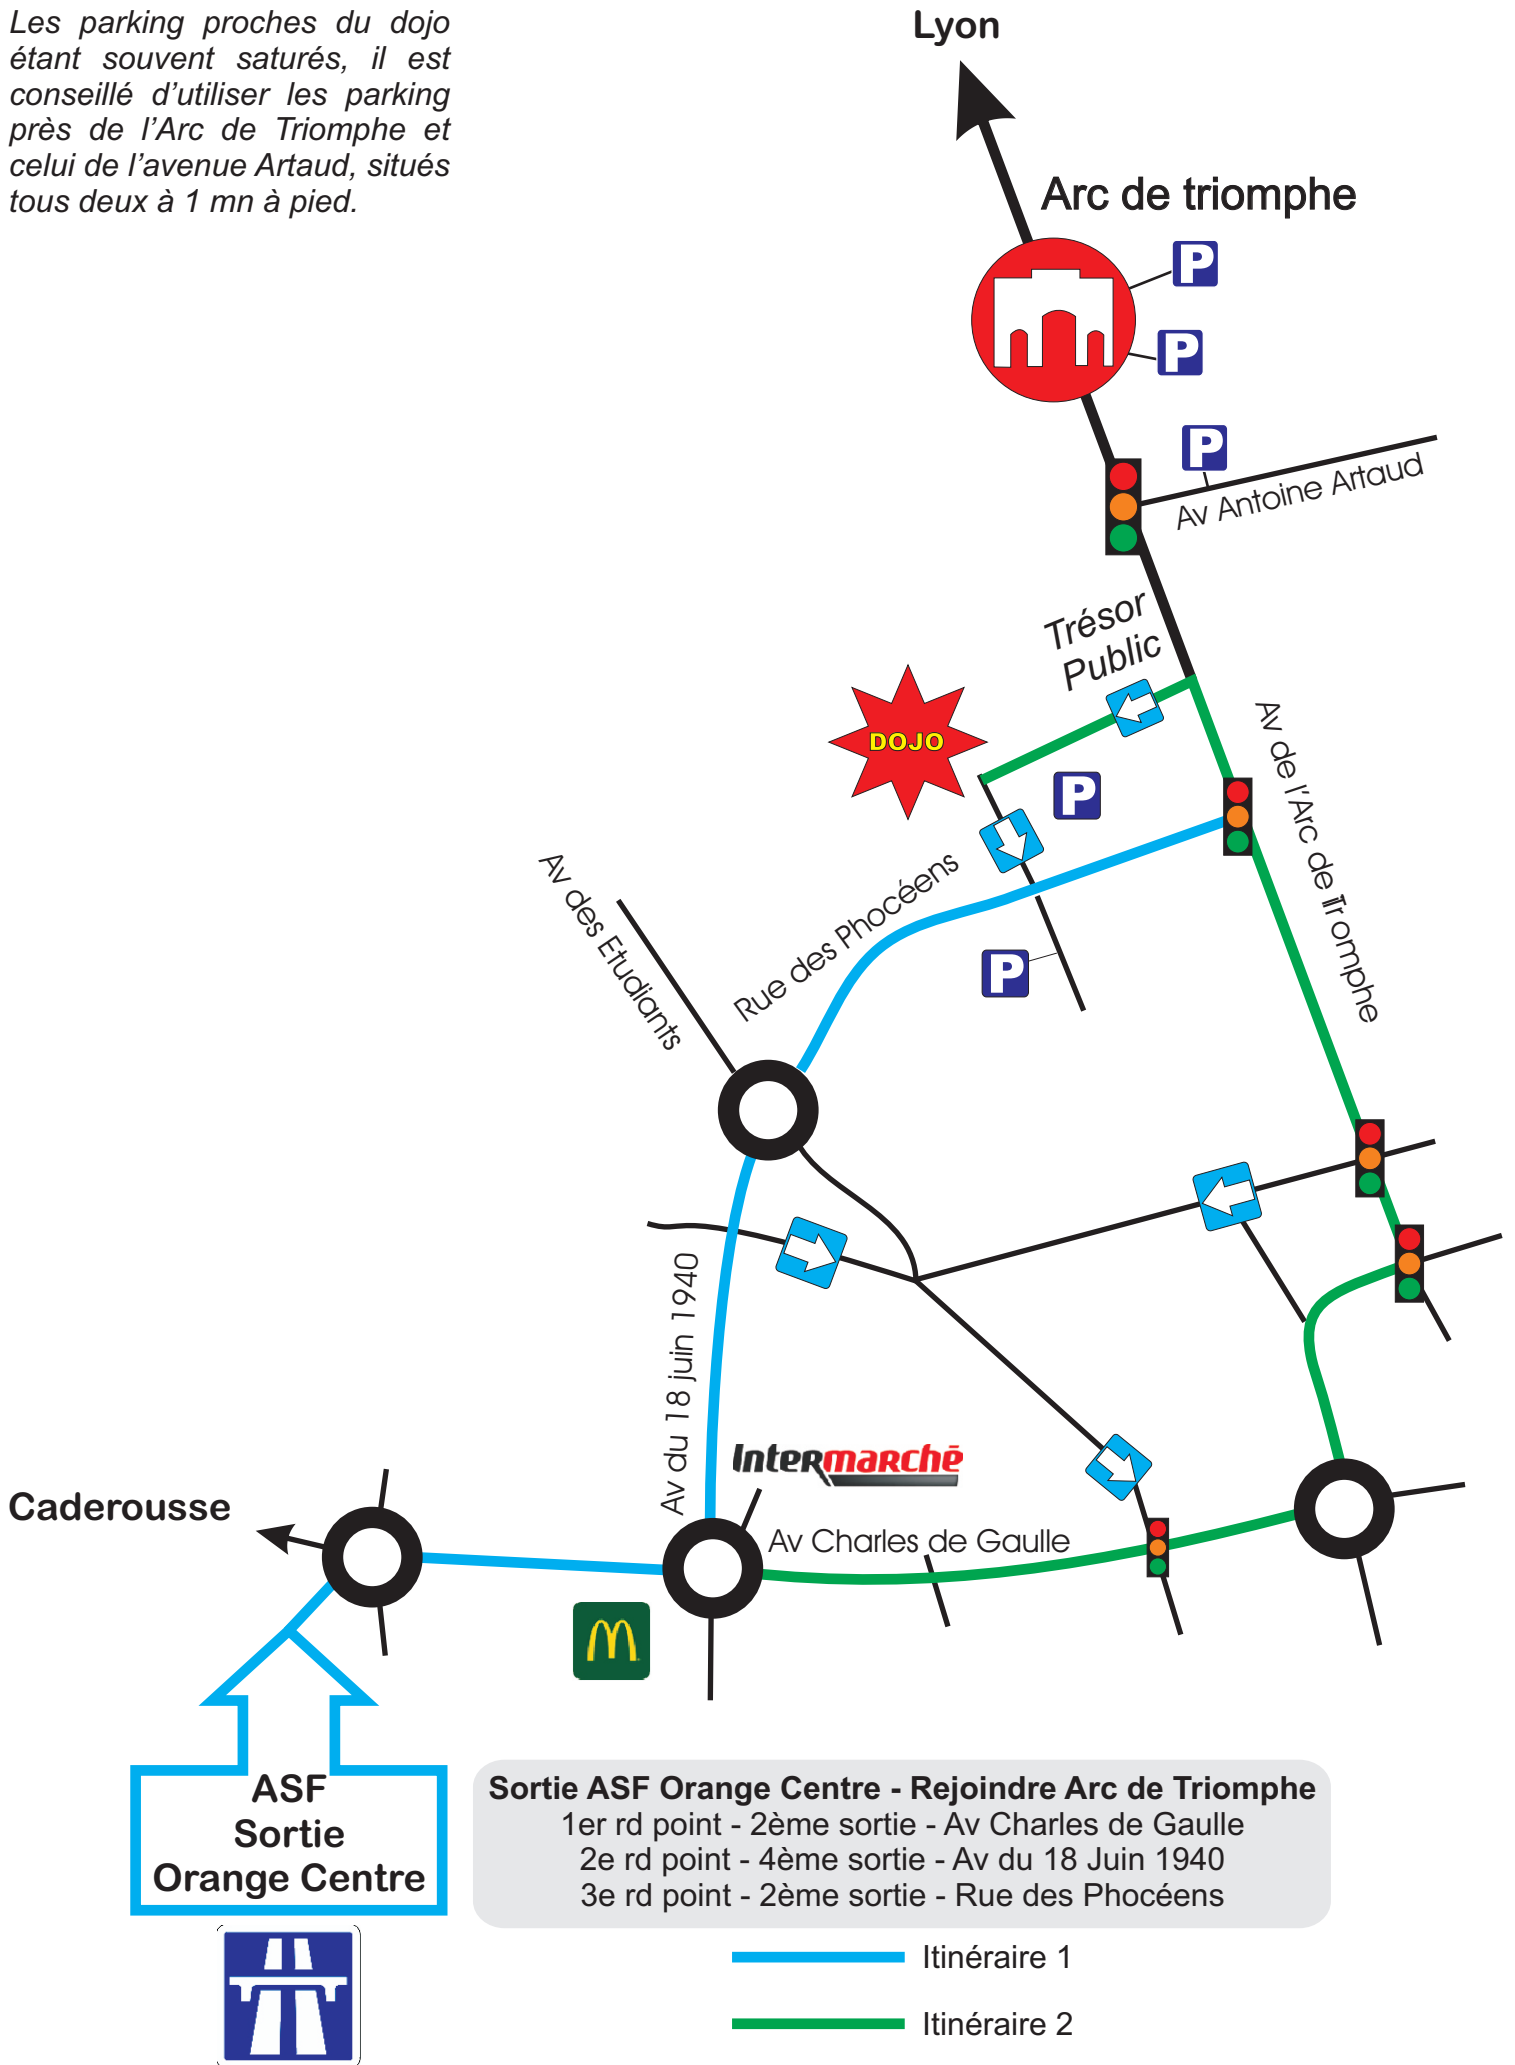 Les parking proches du dojo
étant souvent saturés, il est
conseillé d’utiliser les parking
près de l’Arc de Triomphe et
celui de l’avenue Artaud, situés
tous deux à 1 mn à pied.
Lyon
Arc de triomphe
P
P
P
Av Antoine Artaud
Trésor
Public
DOJO
P
Av de l'Arc de Tromphe
Rue des Phocéens
Av des Etudiants
P
Av du 18 juin 1940
InterMarchē
Caderousse
Av Charles de Gaulle
ASF
Sortie
Orange Centre
Sortie ASF Orange Centre - Rejoindre Arc de Triomphe
1er rd point - 2ème sortie - Av Charles de Gaulle
2e rd point - 4ème sortie - Av du 18 Juin 1940
3e rd point - 2ème sortie - Rue des Phocéens
Itinéraire 1
Itinéraire 2